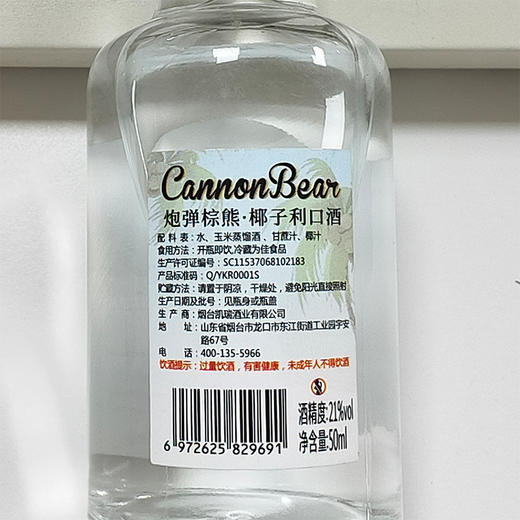 CannonBear
炮弹棕熊·椰子利口酒
配 料 表：水、玉米蒸馏酒、甘蔗汁、椰汁
食用方法：开瓶即饮,冷藏为佳食品
生产许可证编号：SC11537068102183
产品标准码：Q/YKR0001S
贮藏方法：请置于阴凉，干燥处，避免阳光直接照射
生产日期及批号：见瓶身或瓶盖
生 产 商：烟台凯瑞酒业有限公司
地 址：山东省烟台市龙口市东江街道工业园宇安
路67号
电 话：400-135-5966
饮酒提示：过量饮酒，有害健康，未成年人不得饮酒
6 972625 829691
酒精度:21%vol
净含量:50ml